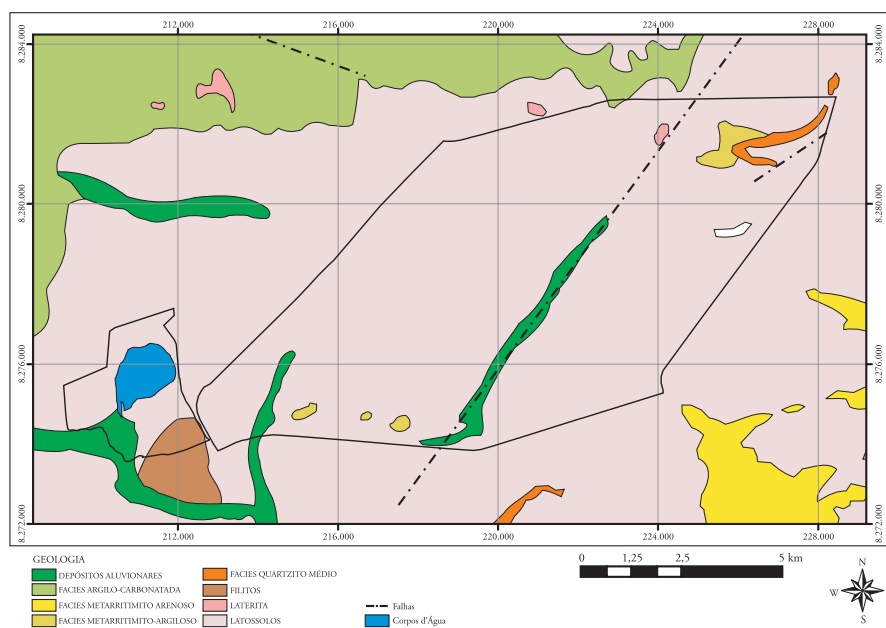 212.000 216.000 220.000 224.000 228.000
8.284.000 8.284.000
8.280.000 8.280.000
8.276.000 8.276.000
8.272.000 8.272.000
212.000 216.000 220.000 224.000 228.000
GEOLOGIA
DEPÓSITOS ALUVIONARES
FACIES ARGILO-CARBONATADA
FACIES METARRITIMITO ARENOSO
FACIES METARRITIMITO-ARGILOSO
FACIES QUARTZITO MÉDIO
FILITOS
LATERITA
LATOSSOLOS
Falhas
Corpos d'Água
0 1,25 2,5 5 km
N
W E
S